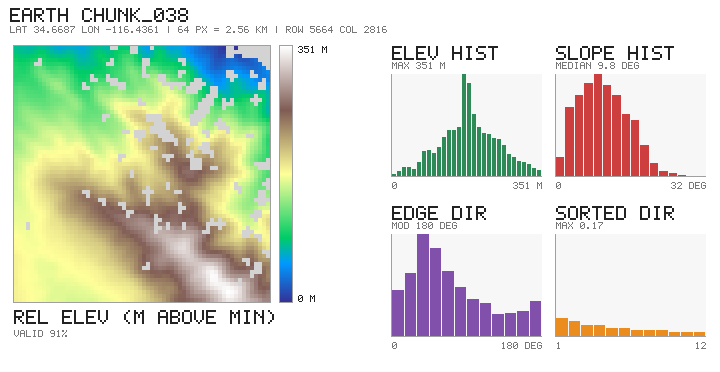 EARTH CHUNK_038
LAT 34.6687 LON -116.4361 | 64 PX = 2.56 KM | ROW 5664 COL 2816
351 M
0 M
REL ELEV (M ABOVE MIN)
VALID 91%
ELEV HIST
MAX 351 M
0 351 M
SLOPE HIST
MEDIAN 9.8 DEG
0 32 DEG
EDGE DIR
MOD 180 DEG
0 180 DEG
SORTED DIR
MAX 0.17
1 12